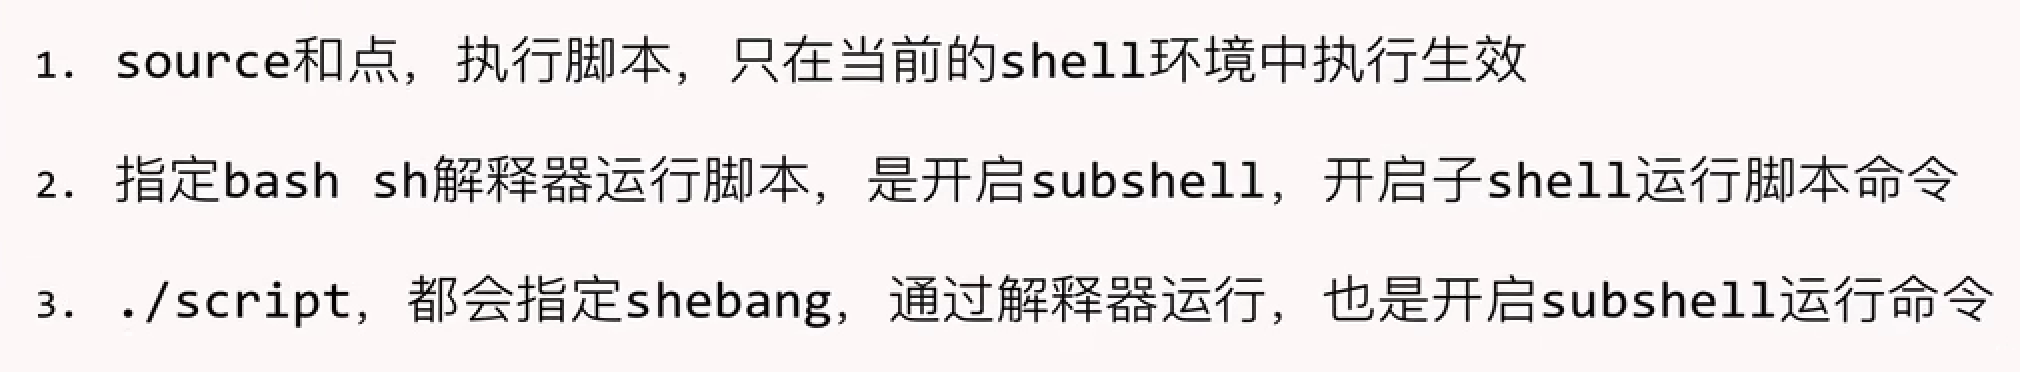 1. source和点，执行脚本，只在当前的shell环境中执行生效
2. 指定bash sh解释器运行脚本，是开启subshell，开启子shell运行脚本命令
3. ./script，都会指定shebang，通过解释器运行，也是开启subshell运行命令